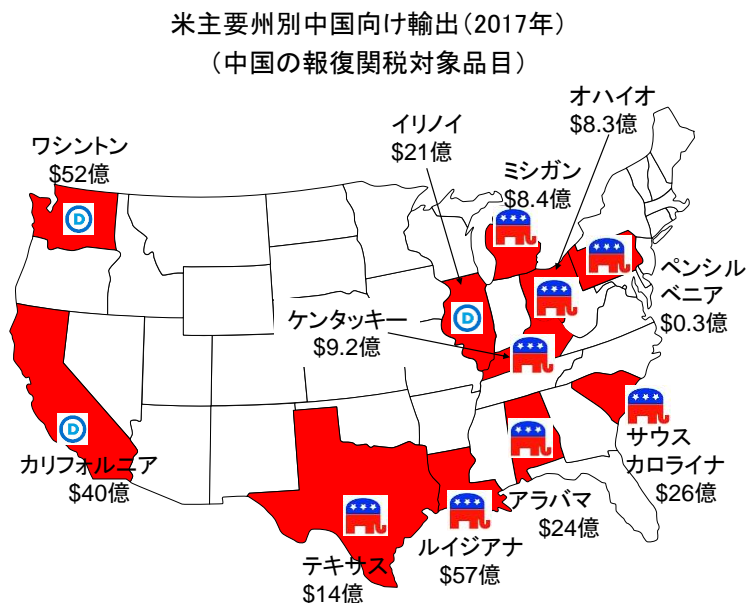 米主要州別中国向け輸出(2017年)
(中国の報復関税対象品目)
オハイオ
$8.3億
イリノイ
$21億
ワシントン
$52億
ミシガン
$8.4億
D
ペンシル
ベニア
$0.3億
ケンタッキー
$9.2億
D
D
カリフォルニア
$40億
サウス
カロライナ
$26億
アラバマ
$24億
ルイジアナ
$57億
テキサス
$14億